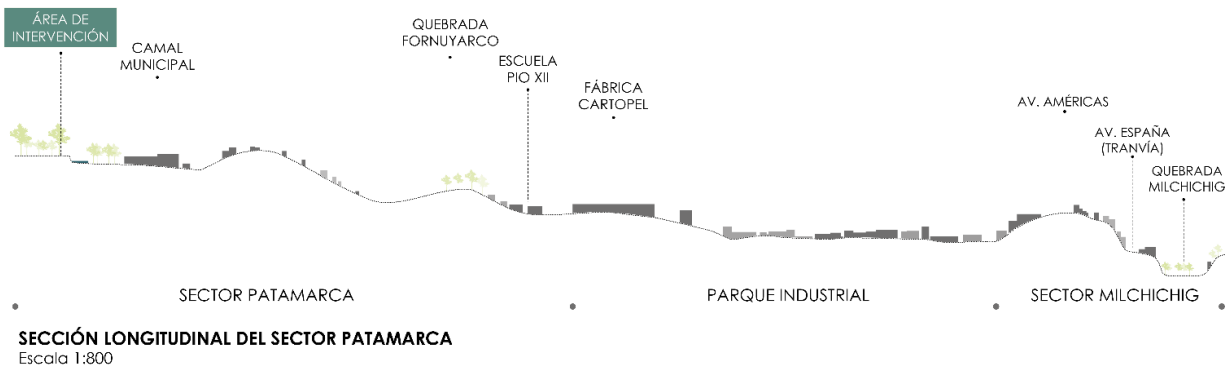 ÁREA DE
INTERVENCIÓN
CAMAL
MUNICIPAL
QUEBRADA
FORNUYARCO
ESCUELA
PIO XII
FÁBRICA
CARTOPEL
AV. AMÉRICAS
AV. ESPAÑA
(TRANVÍA)
QUEBRADA
MILCHICHIG
SECTOR PATAMARCA
PARQUE INDUSTRIAL
SECTOR MILCHICHIG
SECCIÓN LONGITUDINAL DEL SECTOR PATAMARCA
Escala 1:800